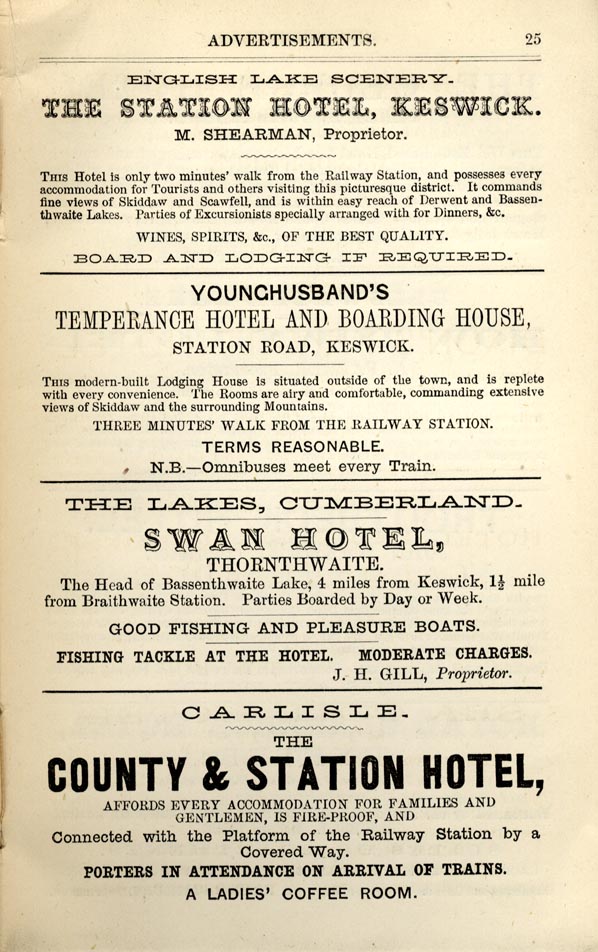 ADVERTISEMENTS. 25
ENGLISH LAKE SCENERY.
THE STATION HOTEL, KESWICK.
M. SHEARMAN, Proprietor.
THIS Hotel is only two minutes' walk from the Railway Station, and possesses every
accommodation for Tourists and others visiting this picturesque district. It commands
fine views of Skiddaw and Scawfell, and is within easy reach of Derwent and Bassen-
thwaite Lakes. Parties of Excursionists specially arranged with for Dinners, &c.
WINES, SPIRITS, &c., OF THE BEST QUALITY.
BOARD AND LODGING IF REQUIRED.
YOUNGHUSBAND'S
TEMPERANCE HOTEL AND BOARDING HOUSE,
STATION ROAD, KESWICK.
THIS modern-built Lodging House is situated outside of the town, and is replete
with every convenience. The Rooms are airy and comfortable, commanding extensive
views of Skiddaw and the surrounding Mountains.
THREE MINUTES' WALK FROM THE RAILWAY STATION.
TERMS REASONABLE.
N.B.—Omnibuses meet every Train.
THE LAKES, CUMBERLAND.
SWAN HOTEL,
THORNTHWAITE.
The Head of Bassenthwaite Lake, 4 miles from Keswick, 1½ mile
from Braithwaite Station. Parties Boarded by Day or Week.
GOOD FISHING AND PLEASURE BOATS.
FISHING TACKLE AT THE HOTEL. MODERATE CHARGES.
J. H. GILL, Proprietor.
CARLISLE.
THE
COUNTY & STATION HOTEL,
AFFORDS EVERY ACCOMMODATION FOR FAMILIES AND
GENTLEMEN, IS FIRE-PROOF, AND
Connected with the Platform of the Railway Station by a
Covered Way.
PORTERS IN ATTENDANCE ON ARRIVAL OF TRAINS.
A LADIES' COFFEE ROOM.